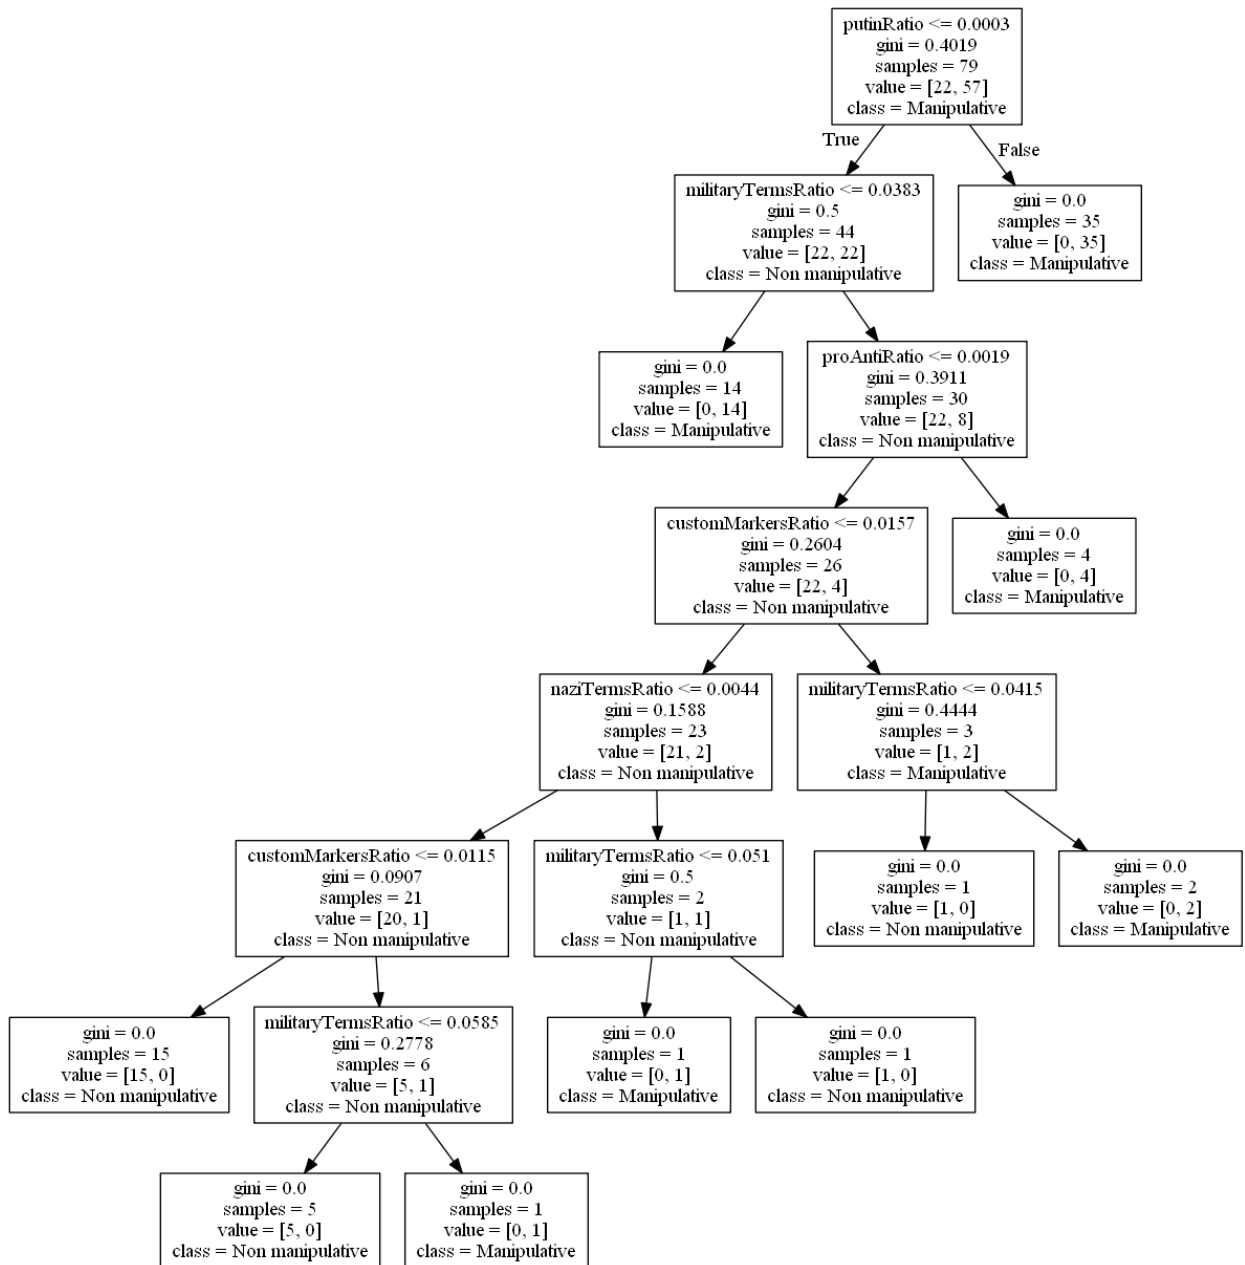 putinRatio <= 0.0003
gini = 0.4019
samples = 79
value = [22, 57]
class = Manipulative
True
False
militaryTermsRatio <= 0.0383
gini = 0.5
samples = 44
value = [22, 22]
class = Non manipulative
gini = 0.0
samples = 35
value = [0, 35]
class = Manipulative
gini = 0.0
samples = 14
value = [0, 14]
class = Manipulative
proAntiRatio <= 0.0019
gini = 0.3911
samples = 30
value = [22, 8]
class = Non manipulative
customMarkersRatio <= 0.0157
gini = 0.2604
samples = 26
value = [22, 4]
class = Non manipulative
gini = 0.0
samples = 4
value = [0, 4]
class = Manipulative
naziTermsRatio <= 0.0044
gini = 0.1588
samples = 23
value = [21, 2]
class = Non manipulative
militaryTermsRatio <= 0.0415
gini = 0.4444
samples = 3
value = [1, 2]
class = Manipulative
customMarkersRatio <= 0.0115
gini = 0.0907
samples = 21
value = [20, 1]
class = Non manipulative
militaryTermsRatio <= 0.051
gini = 0.5
samples = 2
value = [1, 1]
class = Non manipulative
gini = 0.0
samples = 1
value = [1, 0]
class = Non manipulative
gini = 0.0
samples = 2
value = [0, 2]
class = Manipulative
gini = 0.0
samples = 15
value = [15, 0]
class = Non manipulative
militaryTermsRatio <= 0.0585
gini = 0.2778
samples = 6
value = [5, 1]
class = Non manipulative
gini = 0.0
samples = 1
value = [0, 1]
class = Manipulative
gini = 0.0
samples = 1
value = [1, 0]
class = Non manipulative
gini = 0.0
samples = 5
value = [5, 0]
class = Non manipulative
gini = 0.0
samples = 1
value = [0, 1]
class = Manipulative